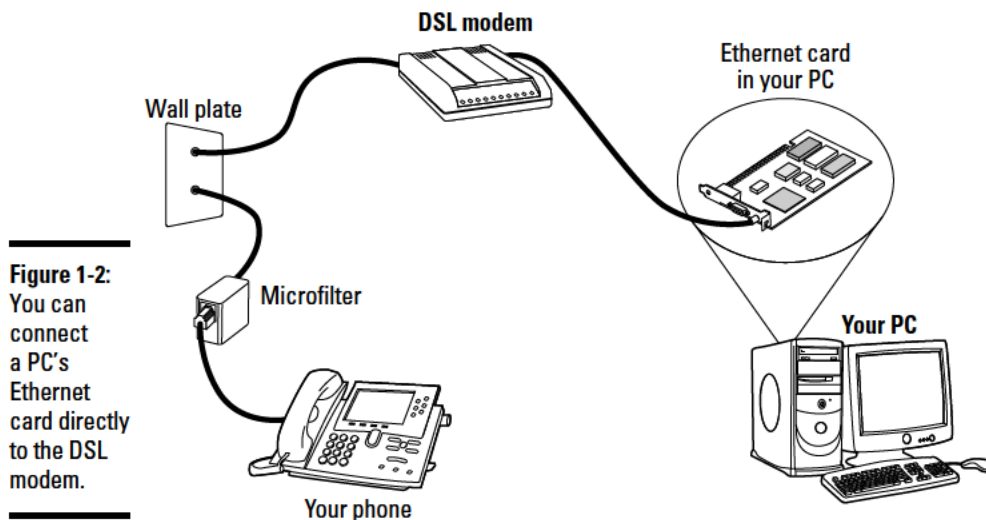 DSL modem
Ethernet card
in your PC
Wall plate
Microfilter
Your PC
Your phone
Figure 1-2:
You can
connect
a PC's
Ethernet
card directly
to the DSL
modem.